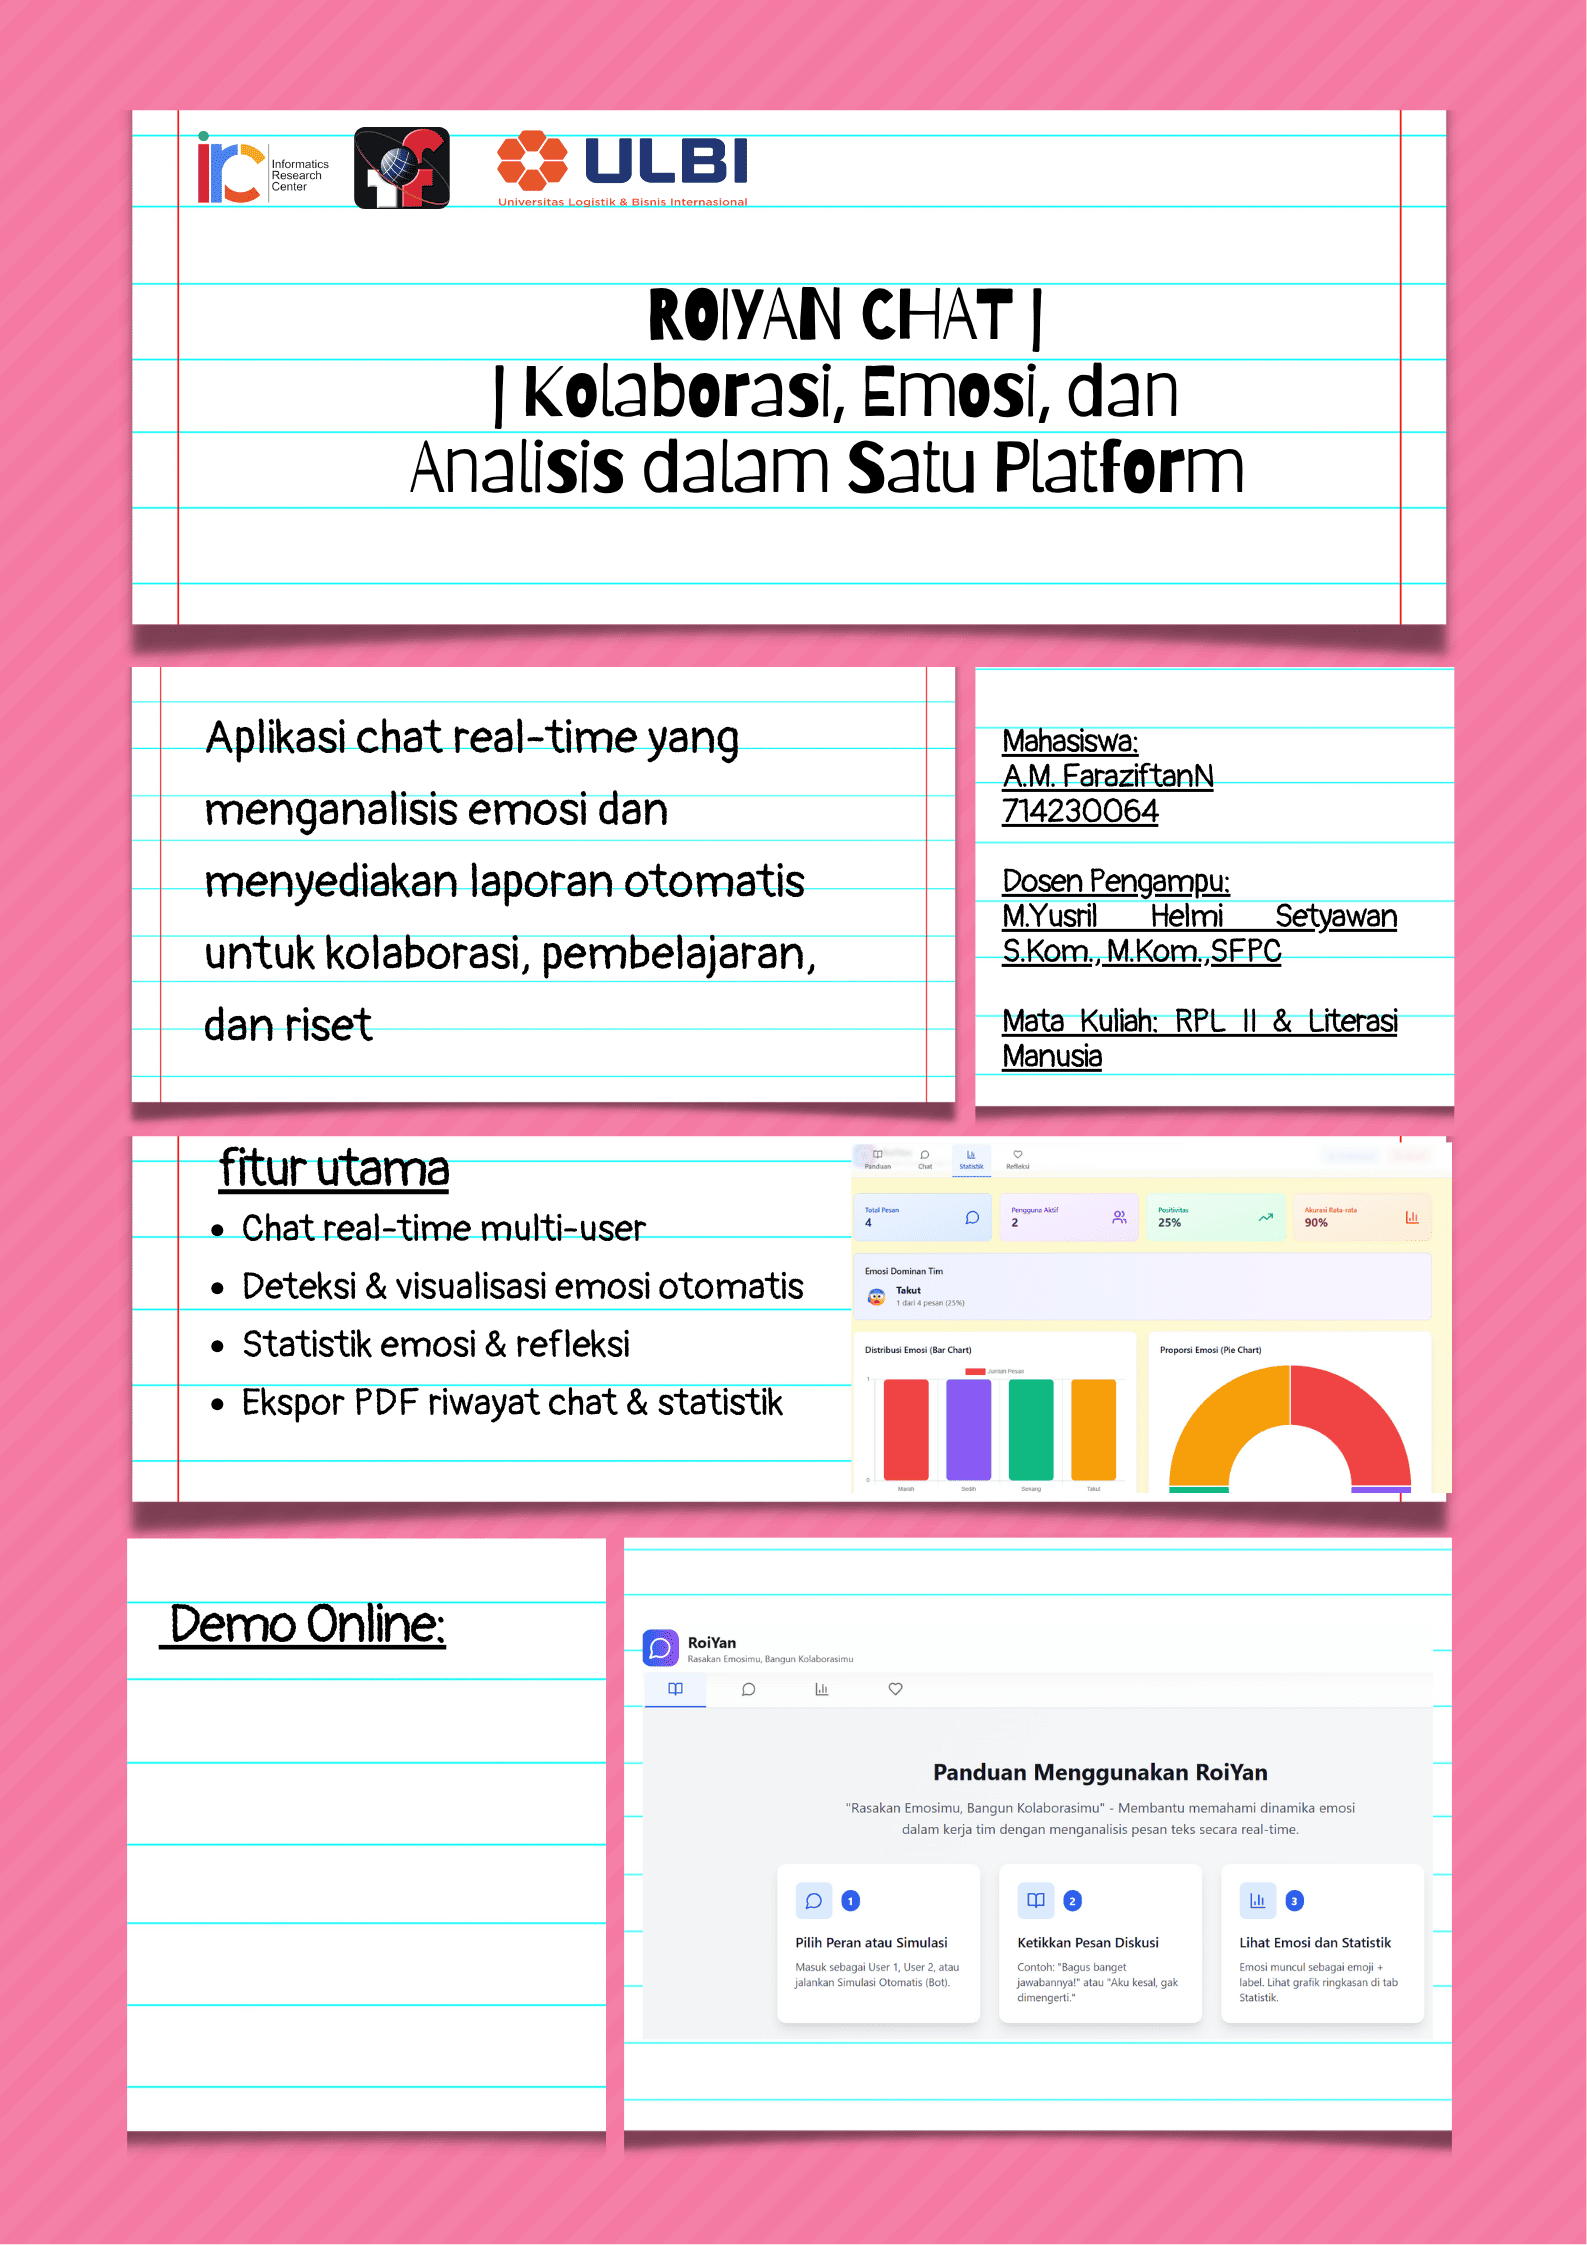 Informatics
Research
Center
ULBI
Universitas Logistik & Bisnis Internasional
ROIYAN CHAT |
| Kolaborasi, Emosi, dan
Analisis dalam Satu Platform
Aplikasi chat real-time yang
menganalisis emosi dan
menyediakan laporan otomatis
untuk kolaborasi, pembelajaran,
dan riset
Mahasiswa:
A.M. FaraziftanN
714230064
Dosen Pengampu:
M.Yusril Helmi Setyawan
S.Kom., M.Kom.,SFPC
Mata Kuliah: RPL II & Literasi
Manusia
fitur utama
• Chat real-time multi-user
• Deteksi & visualisasi emosi otomatis
• Statistik emosi & refleksi
• Ekspor PDF riwayat chat & statistik
Panduan Chat Statistik Refleksi
Total Pesan
4
Pengguna Aktif
2
Positivitas
25%
Akurasi Rata-rata
90%
Emosi Dominan Tim
Takut
1 dari 4 pesan (25%)
Distribusi Emosi (Bar Chart)
Jumlah Pesan
1
0
Marah Sedih Senang Takut
Proporsi Emosi (Pie Chart)
Demo Online:
RoiYan
Rasakan Emosimu, Bangun Kolaborasimu
Panduan Menggunakan RoiYan
"Rasakan Emosimu, Bangun Kolaborasimu" - Membantu memahami dinamika emosi
dalam kerja tim dengan menganalisis pesan teks secara real-time.
1
Pilih Peran atau Simulasi
Masuk sebagai User 1, User 2, atau
jalankan Simulasi Otomatis (Bot).
2
Ketikkan Pesan Diskusi
Contoh: "Bagus banget
jawabannya!" atau "Aku kesal, gak
dimengerti."
3
Lihat Emosi dan Statistik
Emosi muncul sebagai emoji +
label. Lihat grafik ringkasan di tab
Statistik.